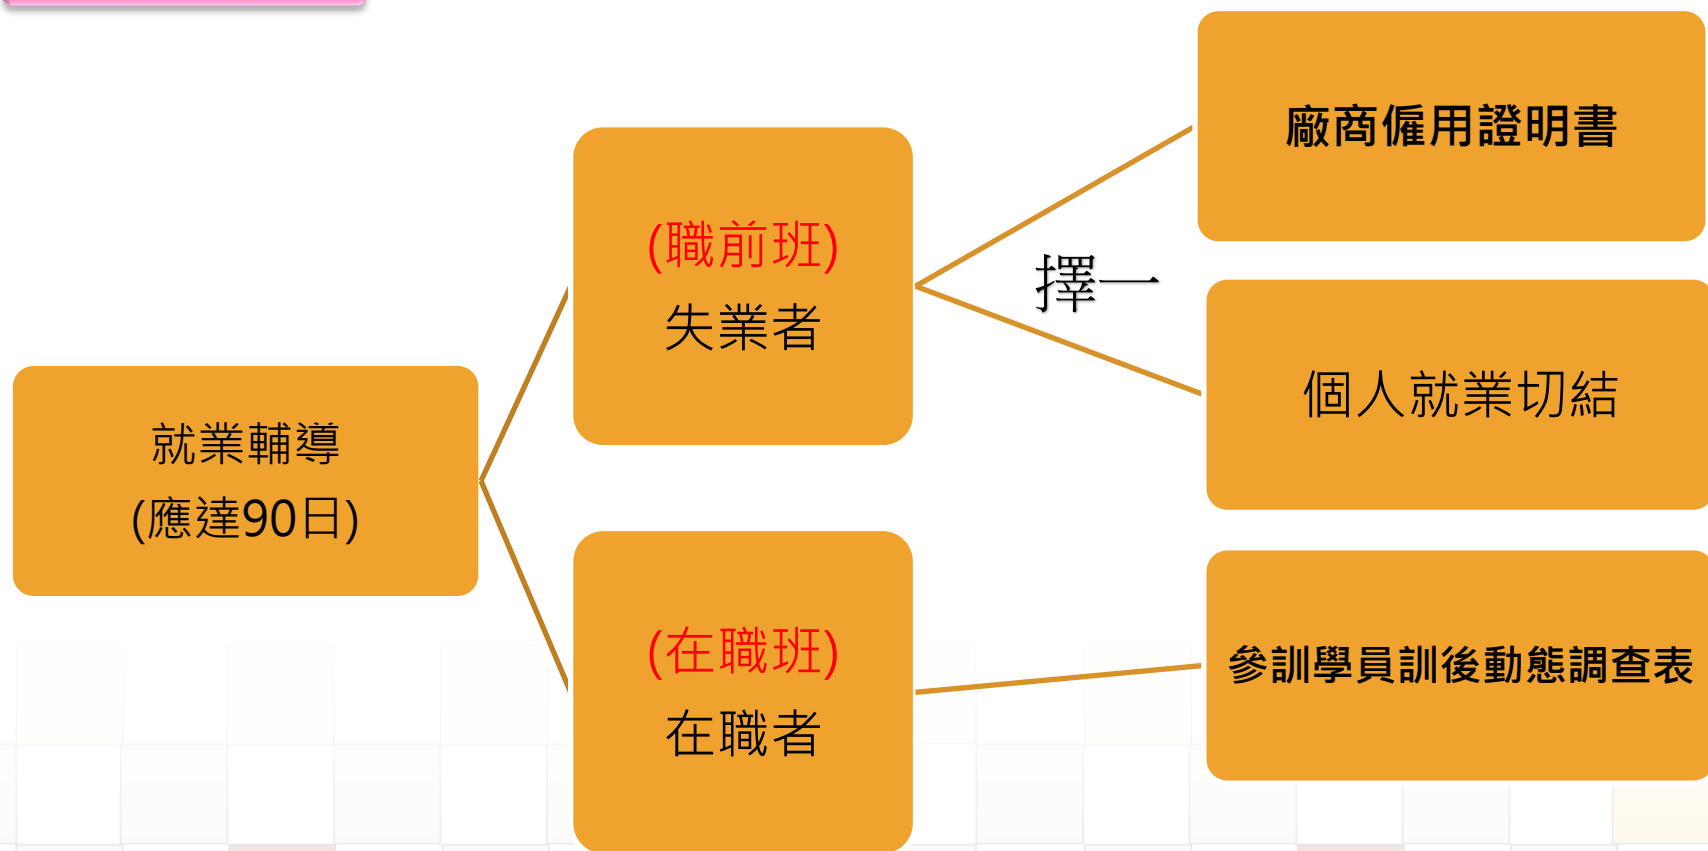 就業輔導
(應達90日)
(職前班)
失業者
擇一
廠商僱用證明書
個人就業切結
(在職班)
在職者
參訓學員訓後動態調查表